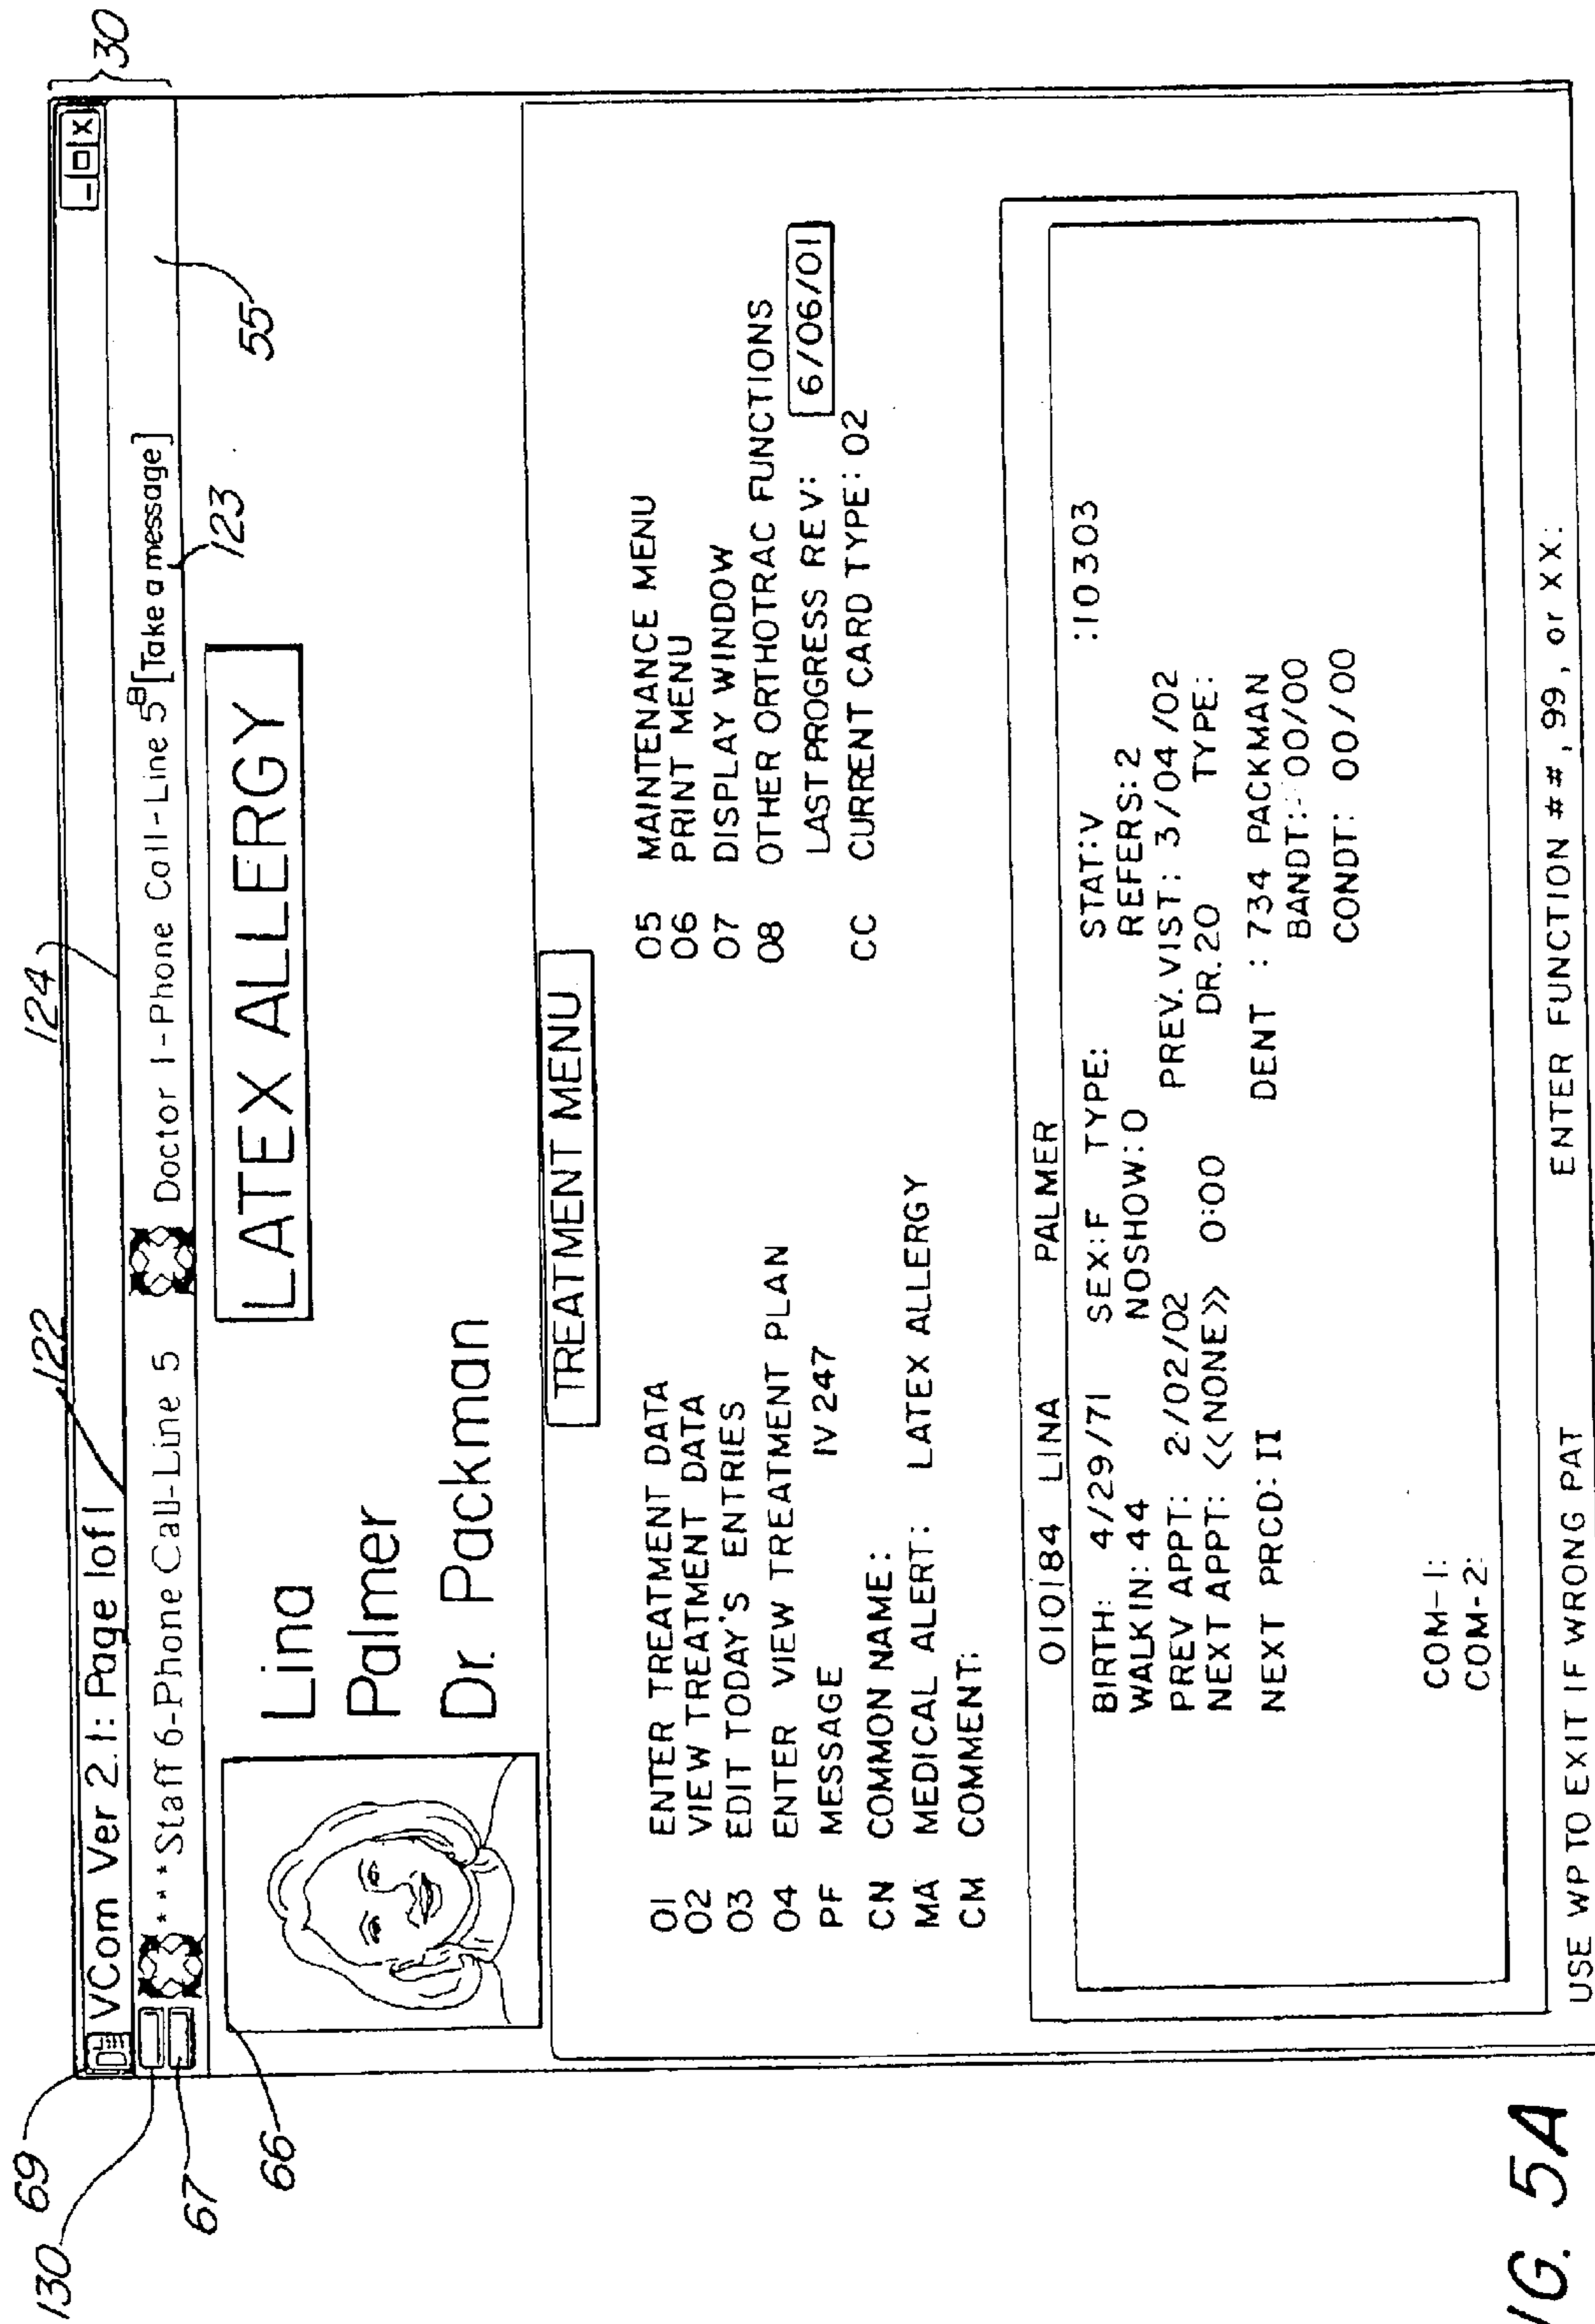 30
124
122
69
130
67
VCom Ver 2.1: Page 1of1
***Staff 6-Phone Call-Line 5 Doctor 1-Phone Call-Line 5 [Take a message]
123
55
66
Lina
Palmer
Dr. Packman
LATEX ALLERGY
TREATMENT MENU
01 ENTER TREATMENT DATA 05 MAINTENANCE MENU
02 VIEW TREATMENT DATA 06 PRINT MENU
03 EDIT TODAY'S ENTRIES 07 DISPLAY WINDOW
04 ENTER VIEW TREATMENT PLAN 08 OTHER ORTHOTRAC FUNCTIONS
PF MESSAGE IV247 LAST PROGRESS REV: 6/06/01
CN COMMON NAME: CC CURRENT CARD TYPE: 02
MA MEDICAL ALERT: LATEX ALLERGY
CM COMMENT:
010184 LINA PALMER
BIRTH: 4/29/71 SEX:F TYPE: STAT:V :10303
WALKIN: 44 NOSHOW:0 REFERS:2
PREV APPT: 2/02/02 PREV.VIST: 3/04/02
NEXT APPT: <<NONE>> 0:00 DR.20 TYPE:
NEXT PRCD: II DENT : 734 PACKMAN
BANDT: 00/00
CONDT: 00/00
COM-1:
COM-2:
USE WP TO EXIT IF WRONG PAT ENTER FUNCTION ##,99, or XX:
IG. 5A